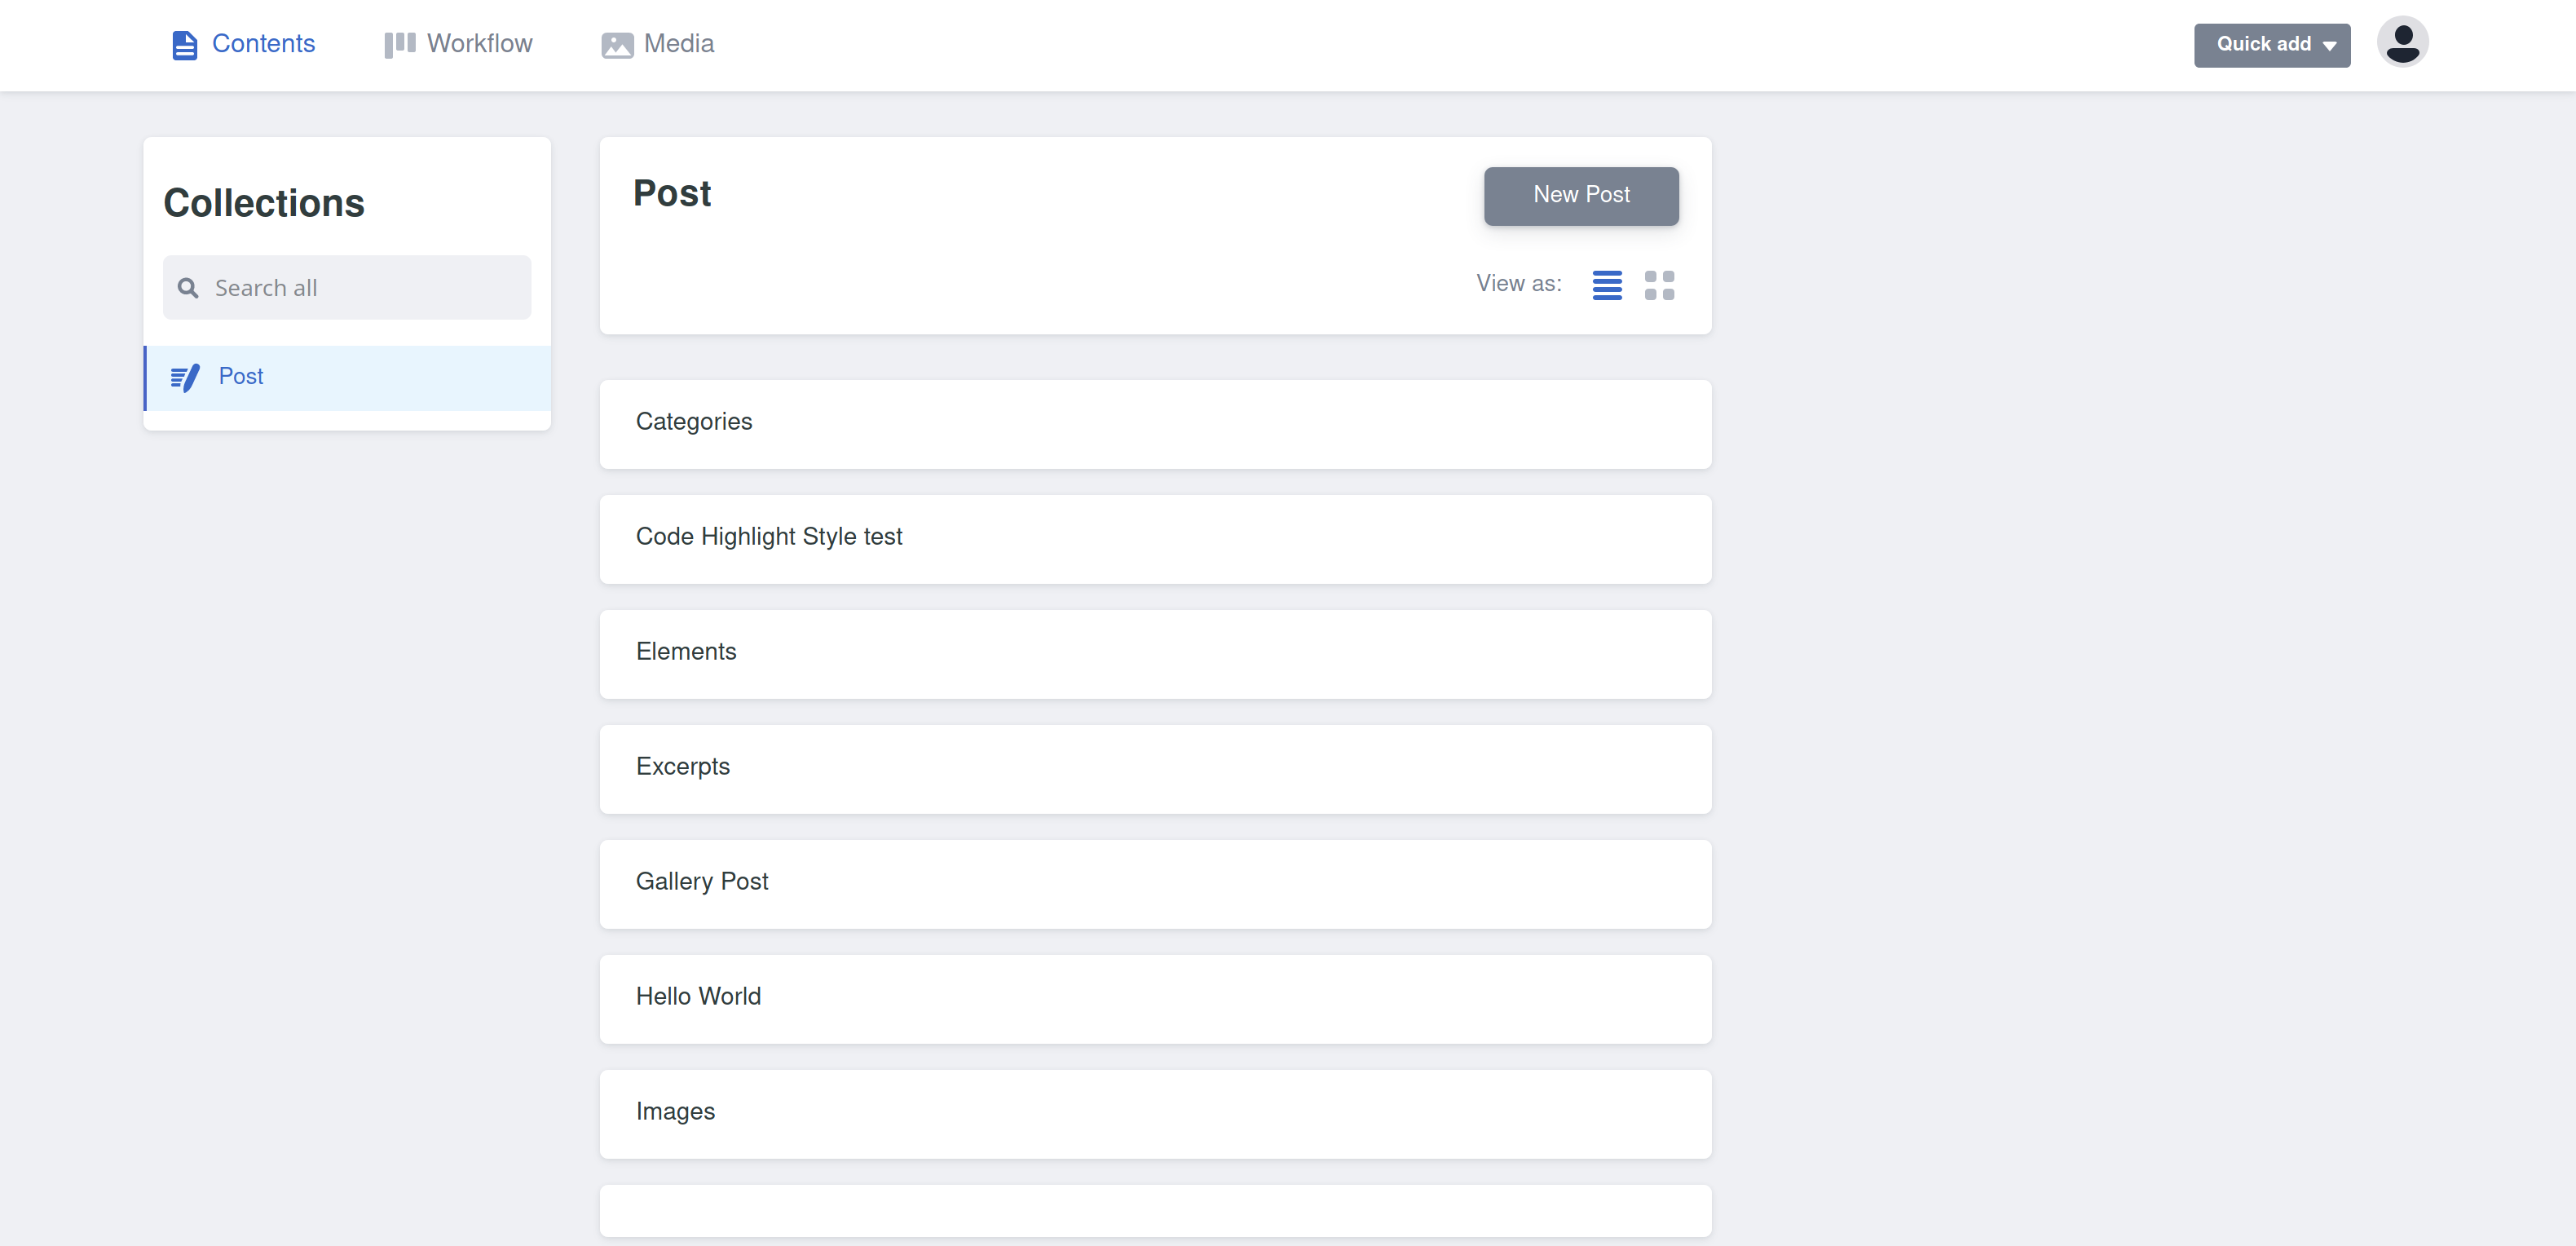 Contents
Workflow
Media
Quick add
Collections
Search all
Post
Post
New Post
View as:
Categories
Code Highlight Style test
Elements
Excerpts
Gallery Post
Hello World
Images